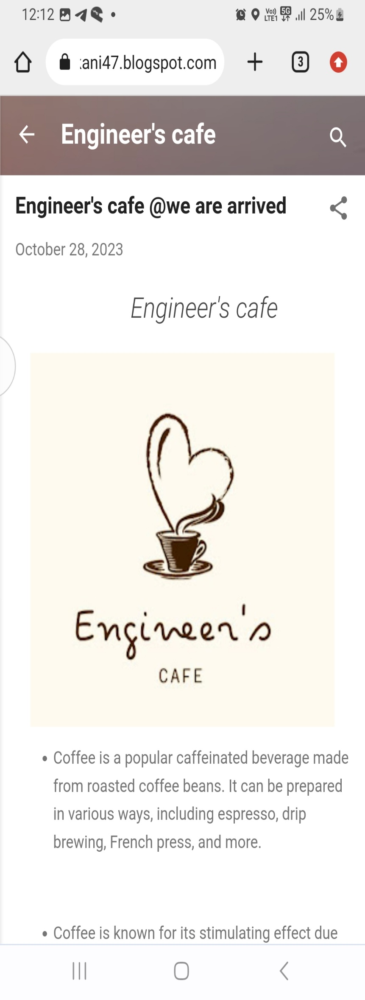 12:12
Vo)) 5G
LTE1
25%
ani47.blogspot.com
3
Engineer's cafe
Engineer's cafe @we are arrived
October 28, 2023
Engineer's cafe
Engineer's
CAFE
• Coffee is a popular caffeinated beverage made
from roasted coffee beans. It can be prepared
in various ways, including espresso, drip
brewing, French press, and more.
• Coffee is known for its stimulating effect due